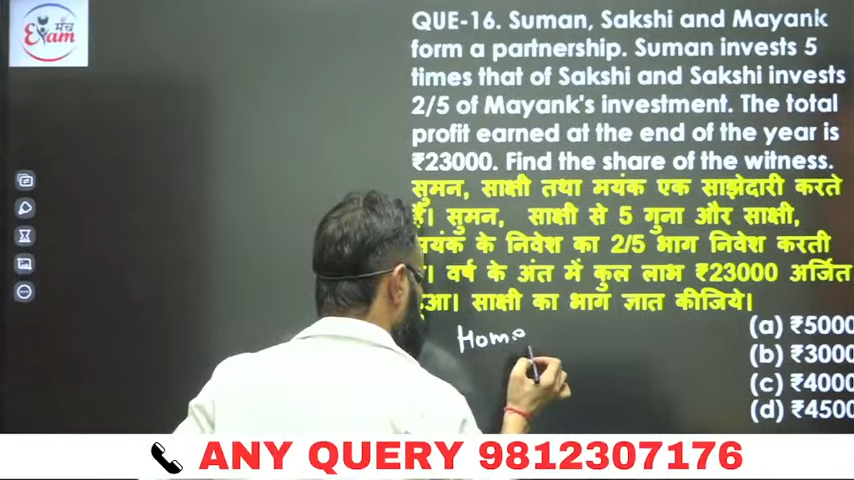 मंच
Exam
QUE-16. Suman, Sakshi and Mayank
form a partnership. Suman invests 5
times that of Sakshi and Sakshi invests
2/5 of Mayank's investment. The total
profit earned at the end of the year is
₹23000. Find the share of the witness.
सुमन, साक्षी तथा मयंक एक साझेदारी करते
हैं। सुमन, साक्षी से 5 गुना और साक्षी,
मयंक के निवेश का 2/5 भाग निवेश करती
वर्ष के अंत में कुल लाभ ₹23000 अर्जित
हुआ। साक्षी का भाग ज्ञात कीजिये।
Home
(a) ₹5000
(b) ₹3000
(c) ₹4000
(d) ₹4500
ANY QUERY 9812307176